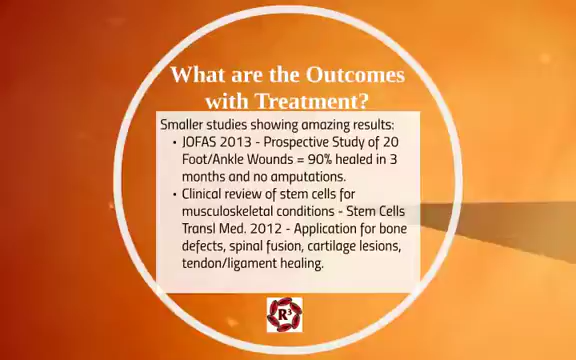 What are the Outcomes
with Treatment?
Smaller studies showing amazing results:
• JOFAS 2013 - Prospective Study of 20
Foot/Ankle Wounds = 90% healed in 3
months and no amputations.
• Clinical review of stem cells for
musculoskeletal conditions - Stem Cells
Transl Med. 2012 - Application for bone
defects, spinal fusion, cartilage lesions,
tendon/ligament healing.
R3